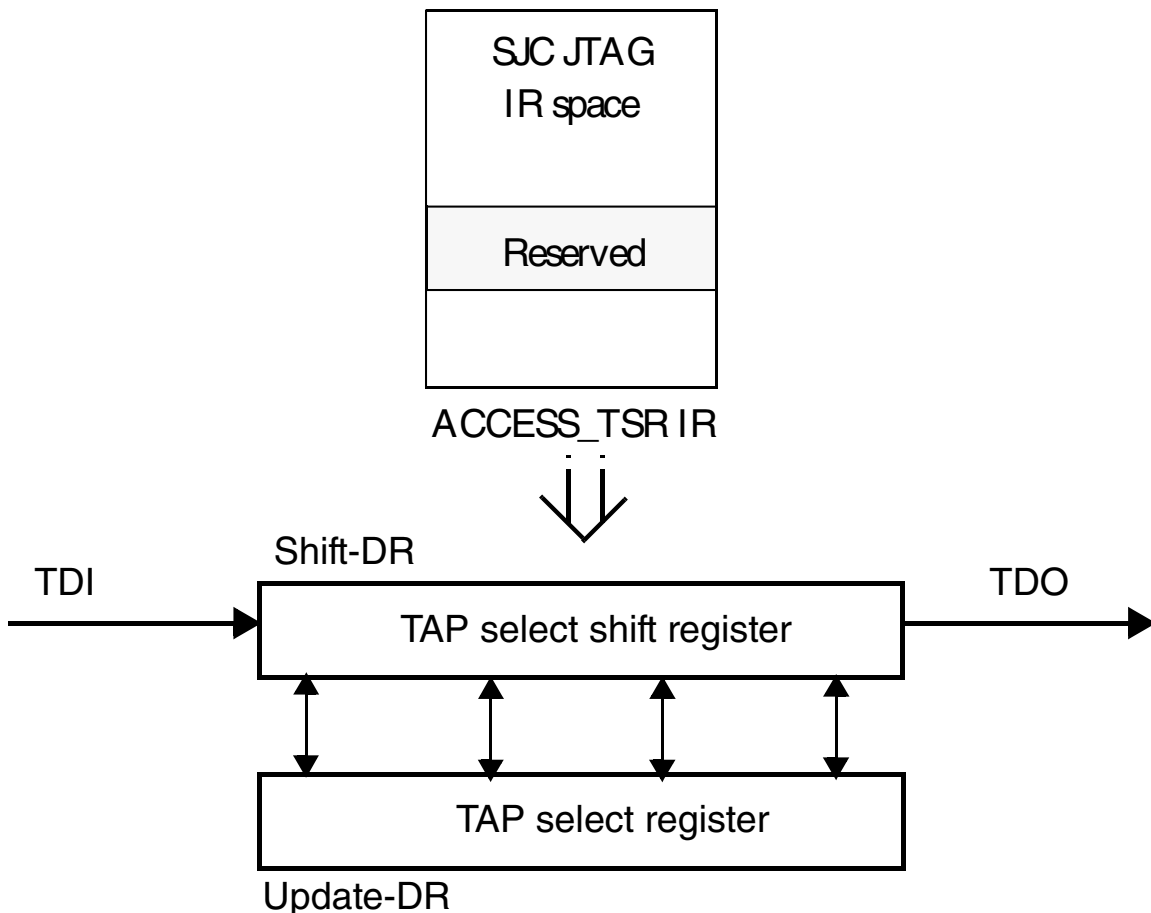 SJC JTAG
IR space
Reserved
ACCESS_TSR IR
Shift-DR
TDI
TDO
TAP select shift register
TAP select register
Update-DR